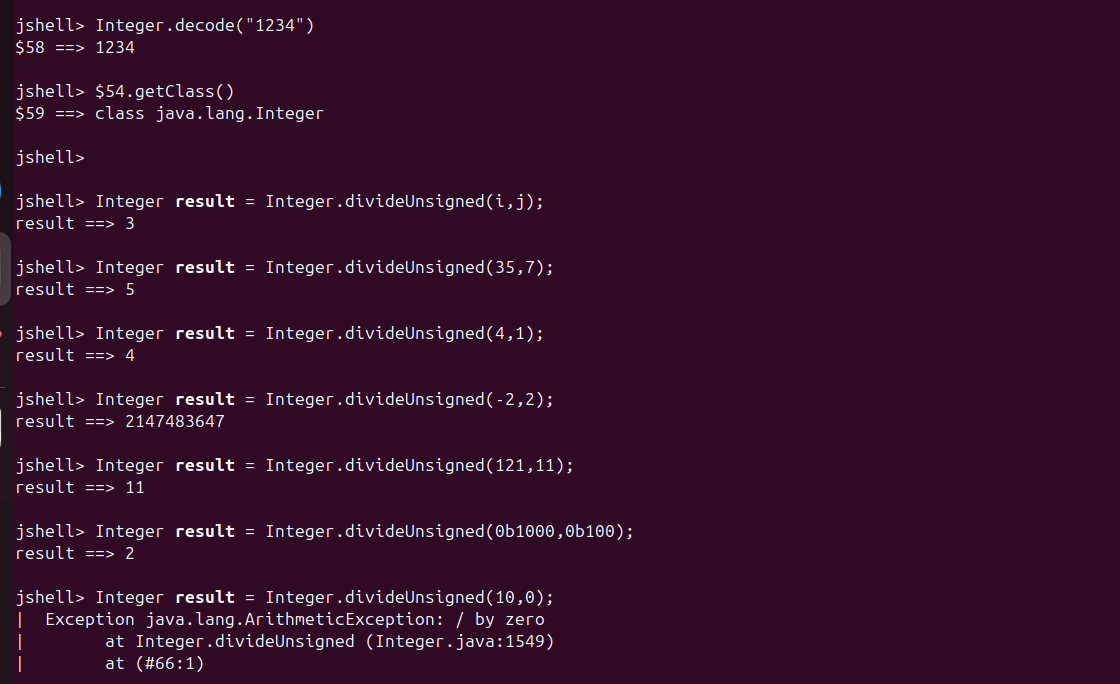 jshell> Integer.decode("1234")
$58 ==> 1234
jshell> $54.getClass()
$59 ==> class java.lang.Integer
jshell>
jshell> Integer result = Integer.divideUnsigned(i,j);
result ==> 3
jshell> Integer result = Integer.divideUnsigned(35,7);
result ==> 5
jshell> Integer result = Integer.divideUnsigned(4,1);
result ==> 4
jshell> Integer result = Integer.divideUnsigned(-2,2);
result ==> 2147483647
jshell> Integer result = Integer.divideUnsigned(121,11);
result ==> 11
jshell> Integer result = Integer.divideUnsigned(0b1000,0b100);
result ==> 2
jshell> Integer result = Integer.divideUnsigned(10,0);
|  Exception java.lang.ArithmeticException: / by zero
|        at Integer.divideUnsigned (Integer.java:1549)
|        at (#66:1)